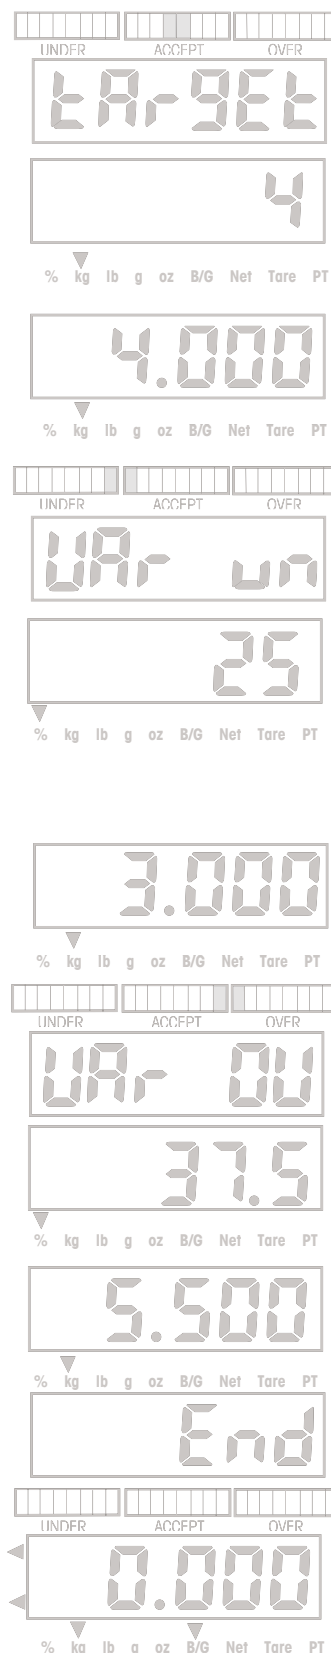 UNDER ACCEPT OVER
tArgEt
4
% kg lb g oz B/G Net Tare PT
4.000
% kg lb g oz B/G Net Tare PT
UNDER ACCEPT OVER
VAr un
25
% kg lb g oz B/G Net Tare PT
3.000
% kg lb g oz B/G Net Tare PT
UNDER ACCEPT OVER
VAr OV
37.5
% kg lb g oz B/G Net Tare PT
5.500
% kg lb g oz B/G Net Tare PT
End
UNDER ACCEPT OVER
0.000
% kg lb g oz B/G Net Tare PT